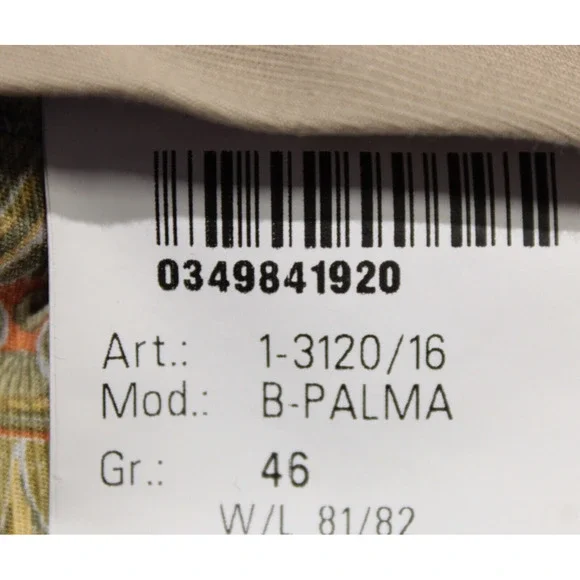 0349841920
Art.: 1-3120/16
Mod.: B-PALMA
Gr.: 46
W/L 81/82